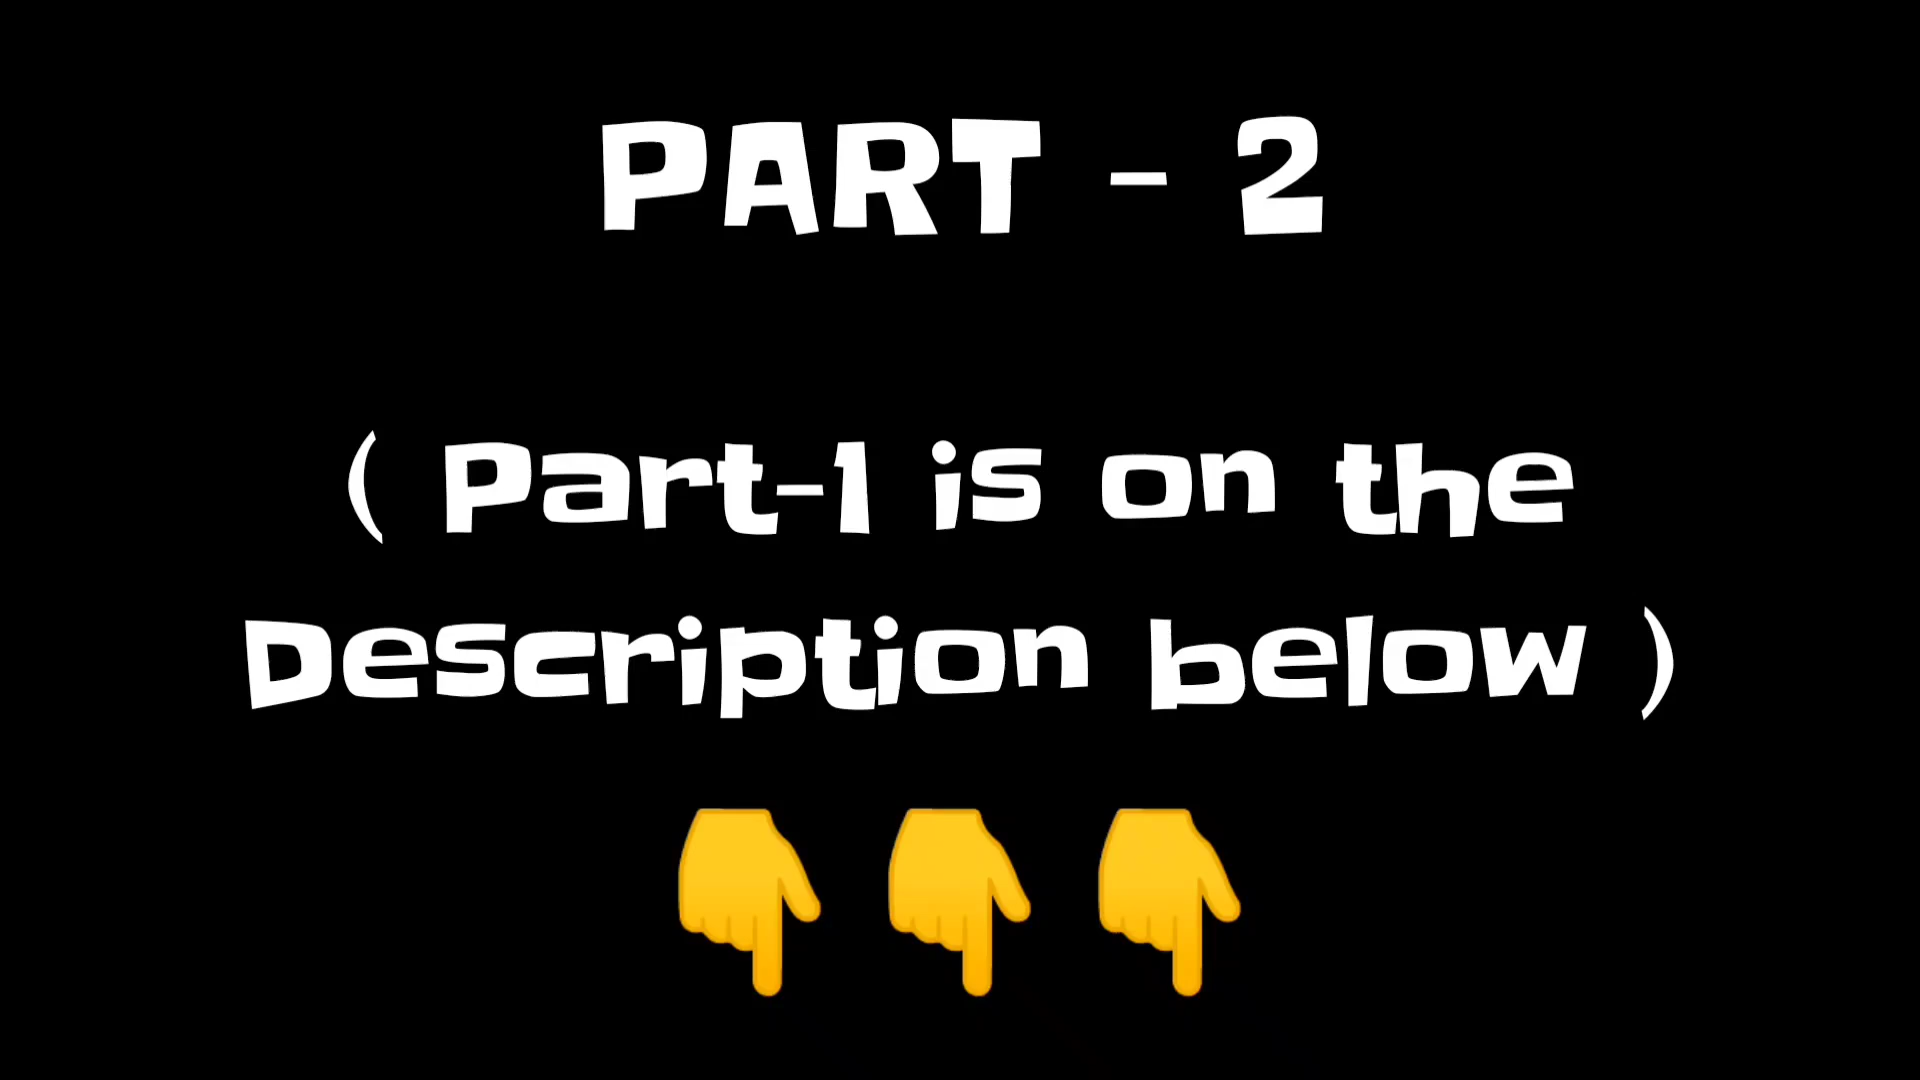 PART - 2
( Part-1 is on the
Description below )
👇 👇 👇